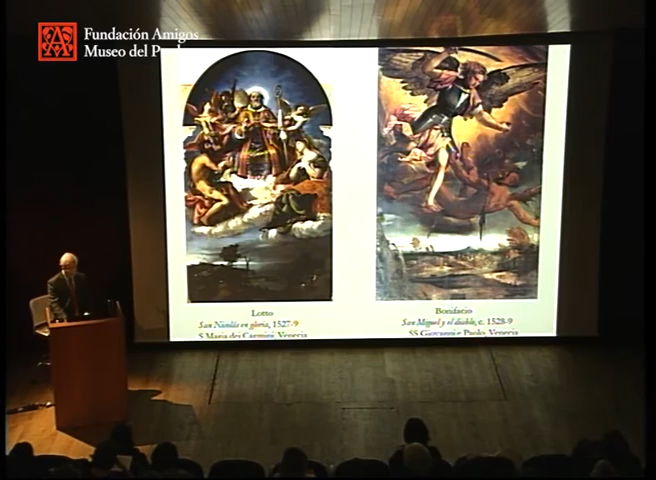 Fundación Amigos
Museo del
Lotto
San Nicolás en gloria, 1527-9
S Maria dei Carmini, Venecia
Bonifacio
San Miguel y el diablo, c. 1528-9
SS Giovanni e Paolo, Venecia